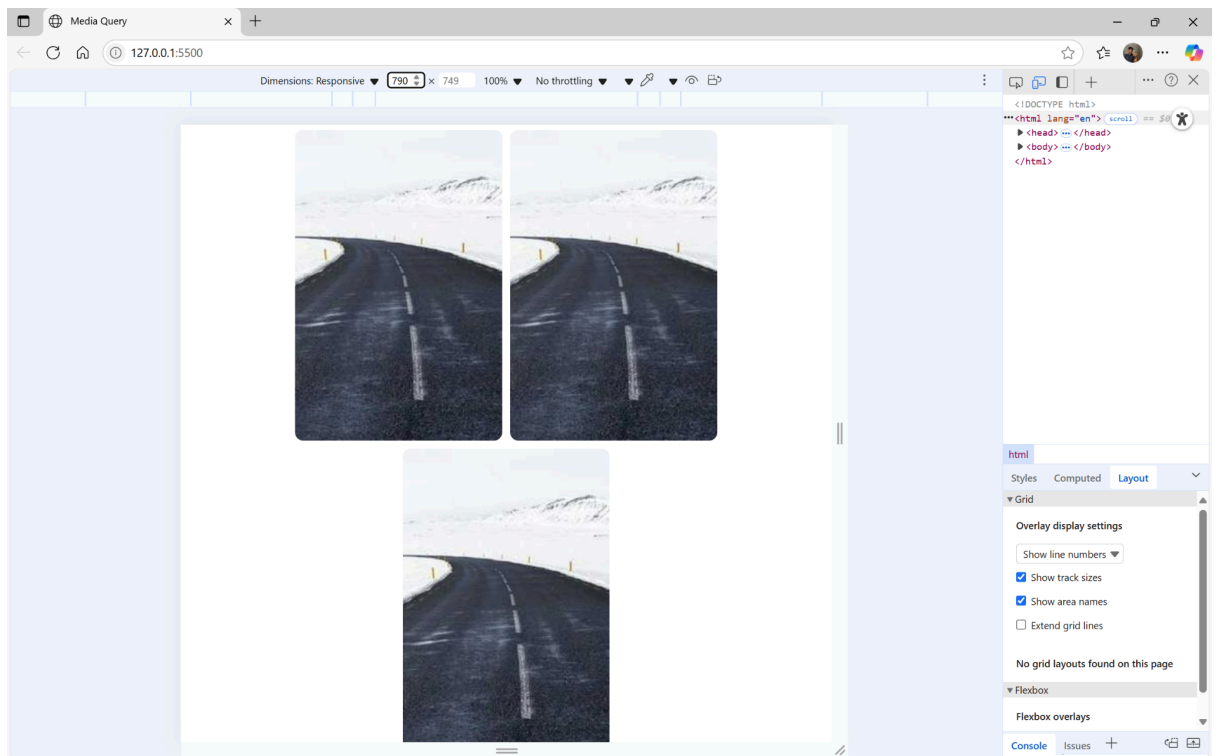 Media Query
127.0.0.1:5500
Dimensions: Responsive 790 × 749 100% No throttling
<!DOCTYPE html>
•••<html lang="en"> scroll == $0
<head> ••• </head>
<body> ••• </body>
</html>
html
Styles Computed Layout
Grid
Overlay display settings
Show line numbers
Show track sizes
Show area names
Extend grid lines
No grid layouts found on this page
Flexbox
Flexbox overlays
Console Issues